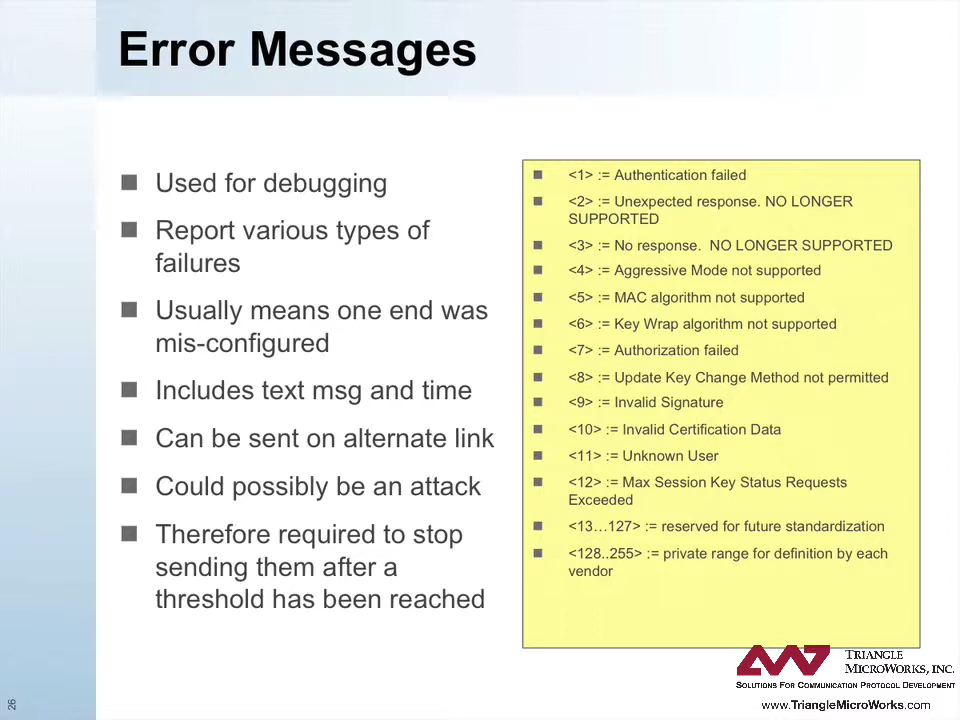 Error Messages
Used for debugging
Report various types of
failures
Usually means one end was
mis-configured
Includes text msg and time
Can be sent on alternate link
Could possibly be an attack
Therefore required to stop
sending them after a
threshold has been reached
<1> := Authentication failed
<2> := Unexpected response. NO LONGER
SUPPORTED
<3> := No response.  NO LONGER SUPPORTED
<4> := Aggressive Mode not supported
<5> := MAC algorithm not supported
<6> := Key Wrap algorithm not supported
<7> := Authorization failed
<8> := Update Key Change Method not permitted
<9> := Invalid Signature
<10> := Invalid Certification Data
<11> := Unknown User
<12> := Max Session Key Status Requests
Exceeded
<13…127> := reserved for future standardization
<128..255> := private range for definition by each
vendor
TRIANGLE
MICROWORKS, INC.
SOLUTIONS FOR COMMUNICATION PROTOCOL DEVELOPMENT
www.TriangleMicroWorks.com
26